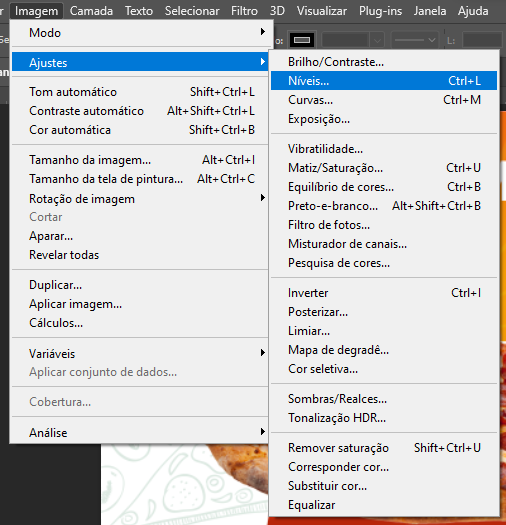 Imagem Camada Texto Selecionar Filtro 3D Visualizar Plug-ins Janela Ajuda
L:
Modo
Ajustes
Tom automático Shift+Ctrl+L
Contraste automático Alt+Shift+Ctrl+L
Cor automática Shift+Ctrl+B
Tamanho da imagem... Alt+Ctrl+I
Tamanho da tela de pintura... Alt+Ctrl+C
Rotação de imagem
Cortar
Aparar...
Revelar todas
Duplicar...
Aplicar imagem...
Cálculos...
Variáveis
Aplicar conjunto de dados...
Cobertura...
Análise
Brilho/Contraste...
Níveis... Ctrl+L
Curvas... Ctrl+M
Exposição...
Vibratilidade...
Matiz/Saturação... Ctrl+U
Equilíbrio de cores... Ctrl+B
Preto-e-branco... Alt+Shift+Ctrl+B
Filtro de fotos...
Misturador de canais...
Pesquisa de cores...
Inverter Ctrl+I
Posterizar...
Limiar...
Mapa de degradê...
Cor seletiva...
Sombras/Realces...
Tonalização HDR...
Remover saturação Shift+Ctrl+U
Corresponder cor...
Substituir cor...
Equalizar